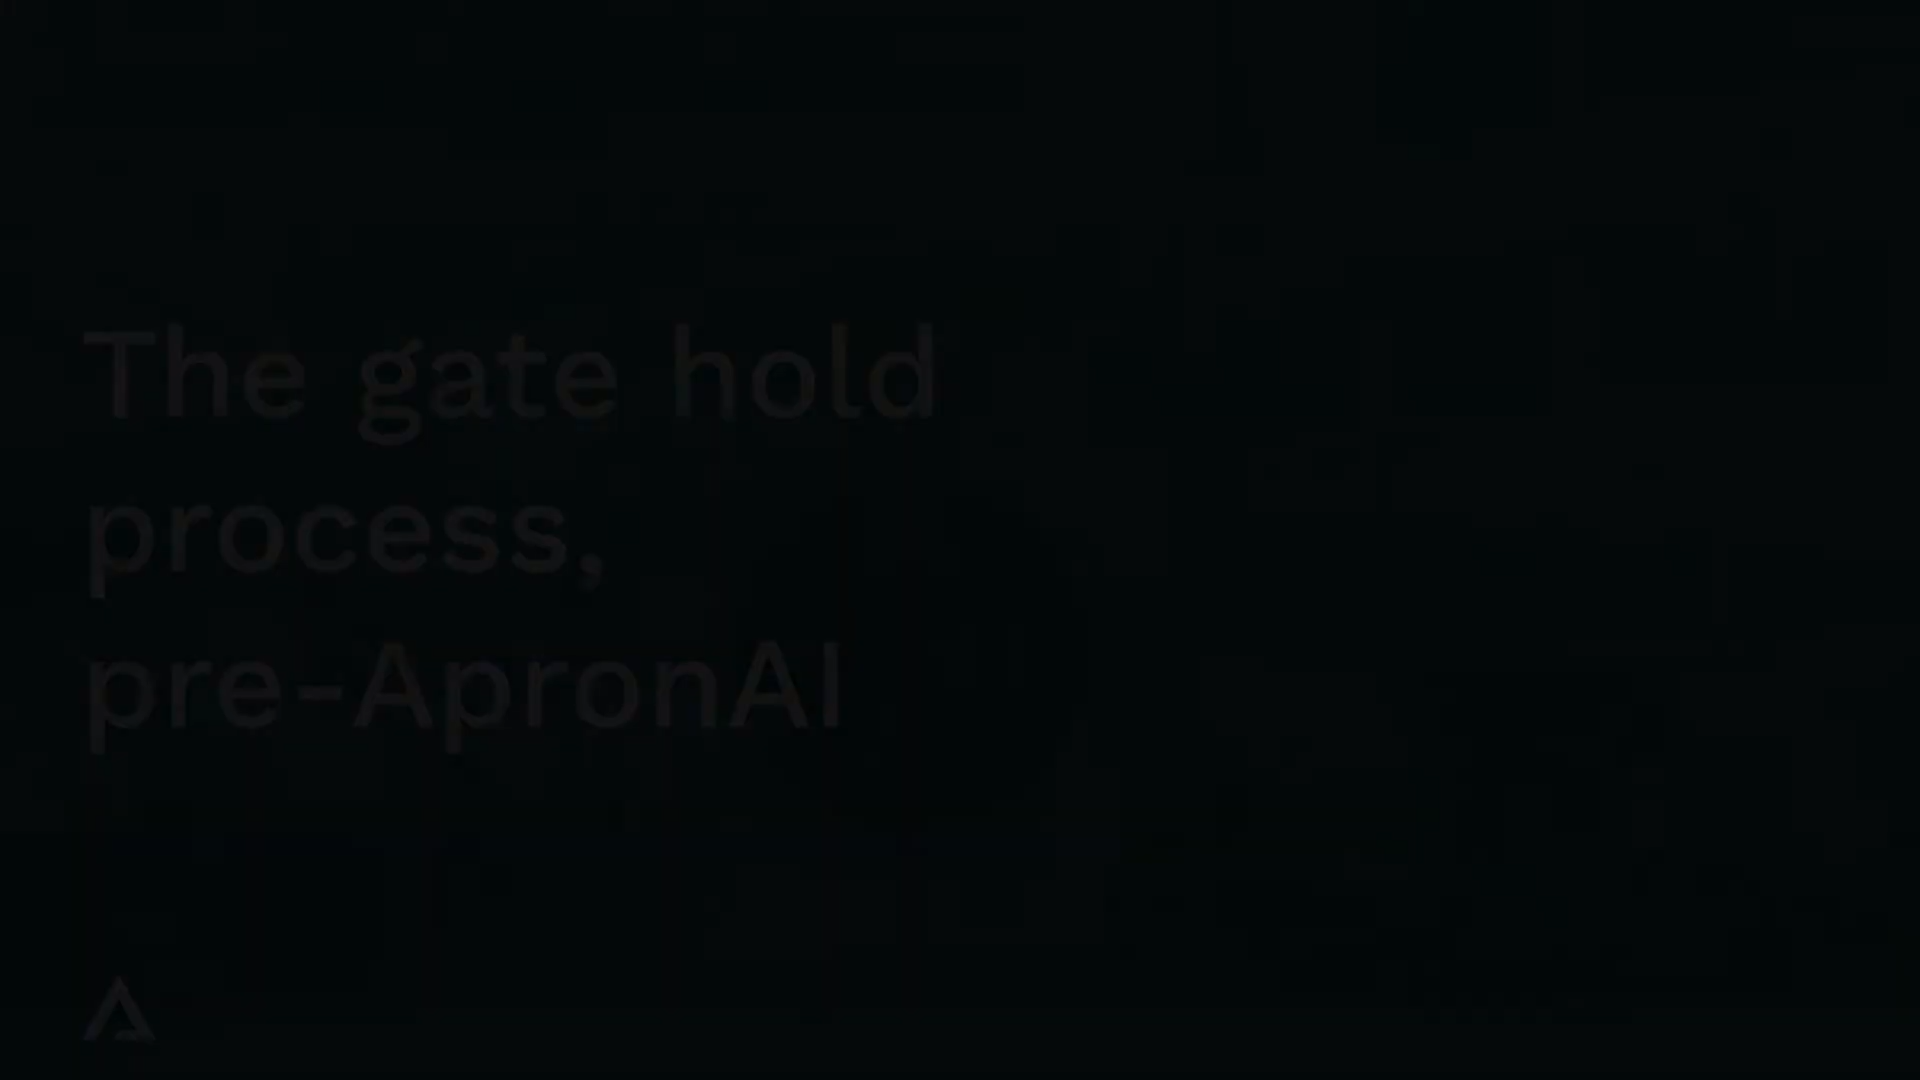 The gate hold
process,
pre-ApronAI